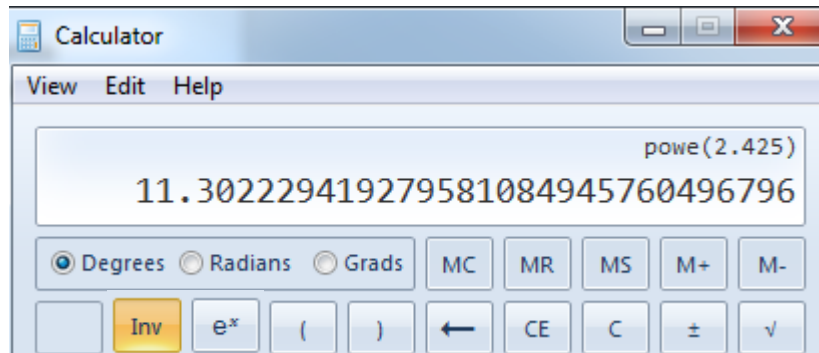 Calculator
View Edit Help
powe(2.425)
11.302229419279581084945760496796
Degrees Radians Grads MC MR MS M+ M-
Inv eˣ ( ) ← CE C ± √